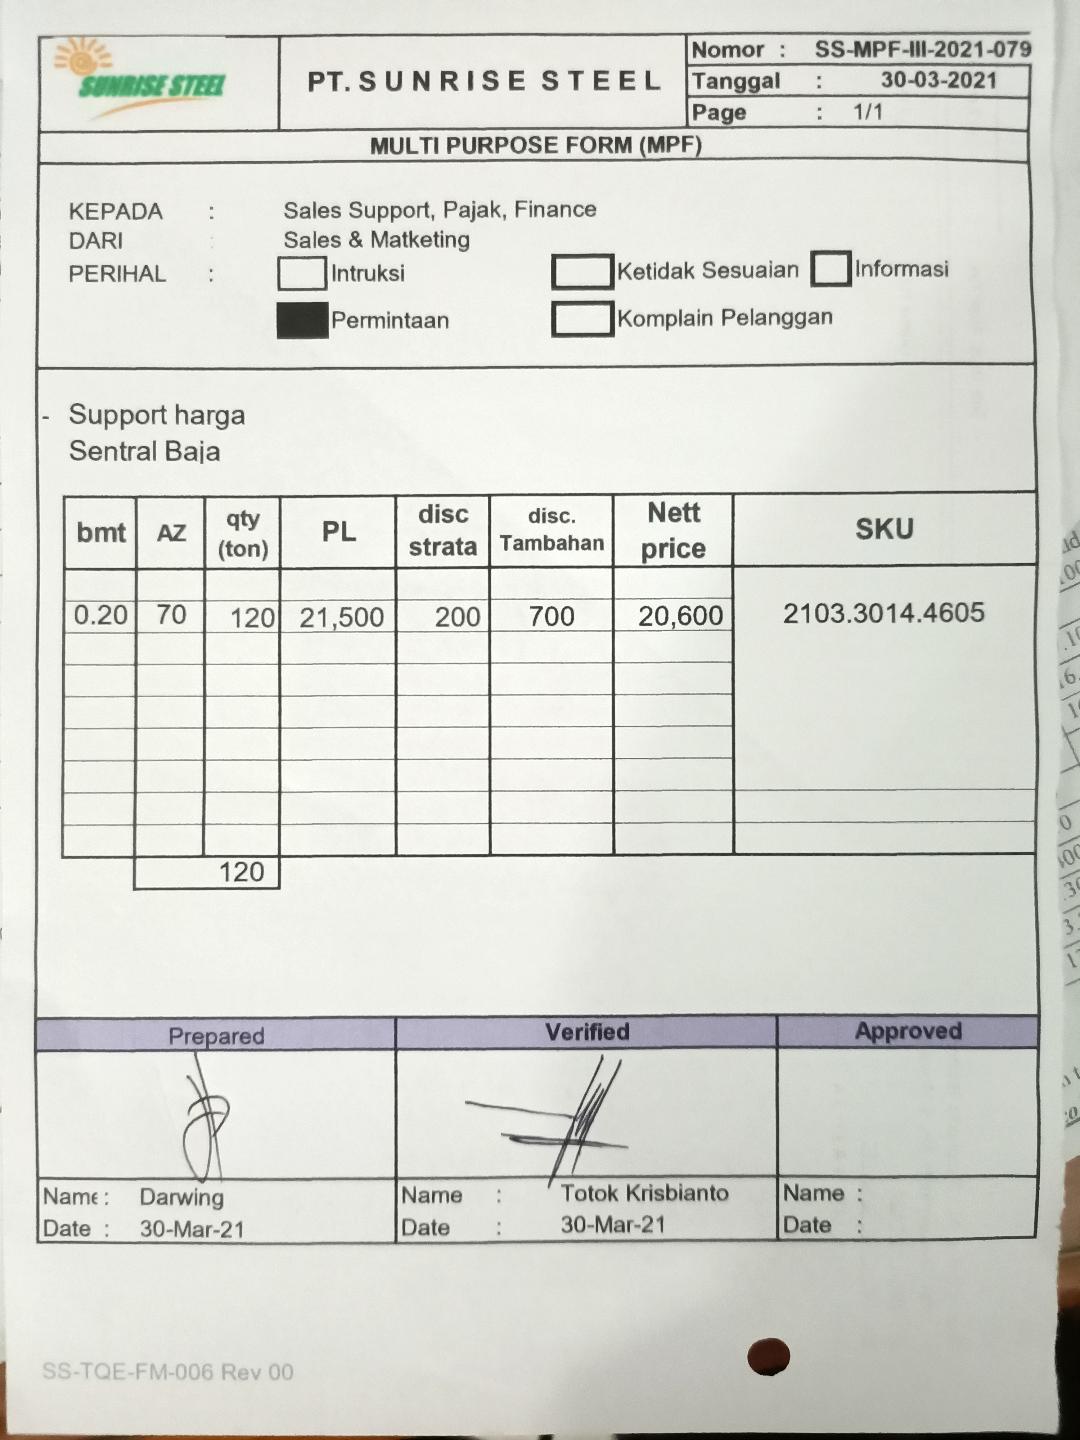 SUNRISE STEEL
PT. SUNRISE STEEL
Nomor : SS-MPF-III-2021-079
Tanggal : 30-03-2021
Page : 1/1
MULTI PURPOSE FORM (MPF)
KEPADA : Sales Support, Pajak, Finance
DARI : Sales & Matketing
PERIHAL : Intruksi Ketidak Sesuaian Informasi
Permintaan Komplain Pelanggan
- Support harga
Sentral Baja
bmt AZ qty (ton) PL disc strata disc. Tambahan Nett price SKU
0.20 70 120 21,500 200 700 20,600 2103.3014.4605
120
Prepared Verified Approved
Name : Darwing Name : Totok Krisbianto Name :
Date : 30-Mar-21 Date : 30-Mar-21 Date :
SS-TQE-FM-006 Rev 00